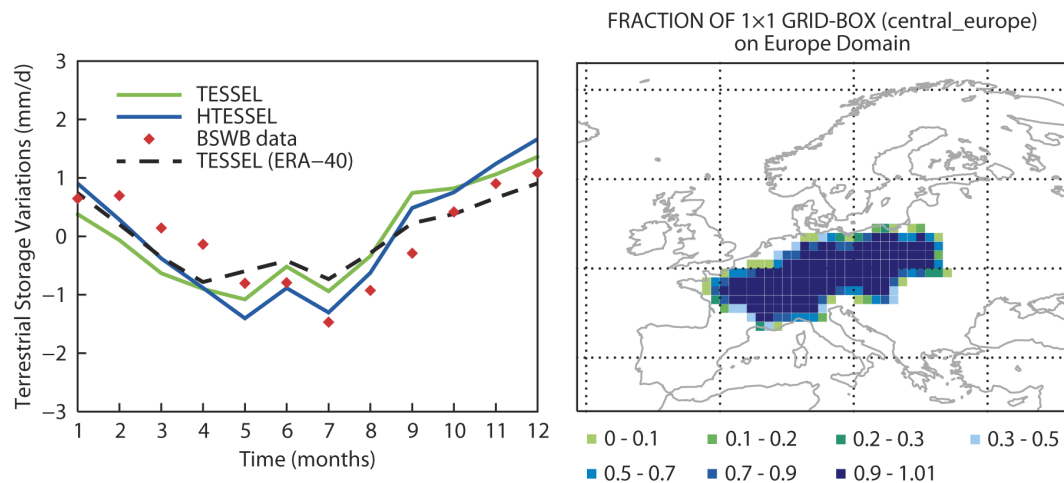 FRACTION OF 1×1 GRID-BOX (central_europe)
on Europe Domain
Terrestrial Storage Variations (mm/d)
3
2
1
0
−1
−2
−3
TESSEL
HTESSEL
BSWB data
TESSEL (ERA−40)
1 2 3 4 5 6 7 8 9 10 11 12
Time (months)
0 - 0.1 0.1 - 0.2 0.2 - 0.3 0.3 - 0.5
0.5 - 0.7 0.7 - 0.9 0.9 - 1.01